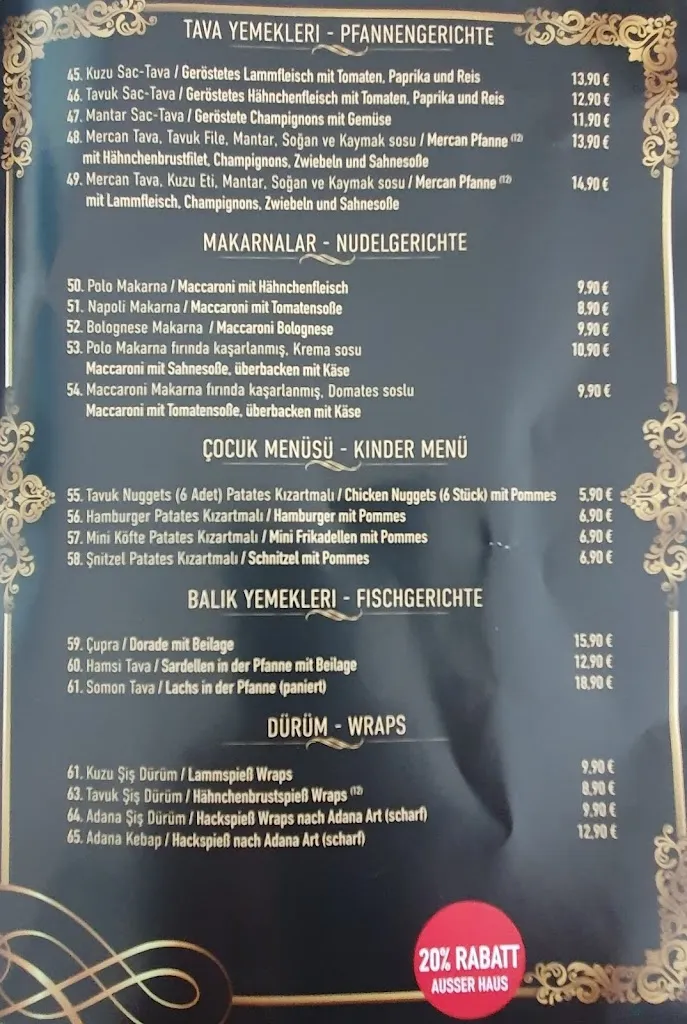 TAVA YEMEKLERI - PFANNENGERICHTE
45. Kuzu Sac-Tava / Geröstetes Lammfleisch mit Tomaten, Paprika und Reis 13,90 €
46. Tavuk Sac-Tava / Geröstetes Hähnchenfleisch mit Tomaten, Paprika und Reis 12,90 €
47. Mantar Sac-Tava / Geröstete Champignons mit Gemüse 11,90 €
48. Mercan Tava, Tavuk File, Mantar, Soğan ve Kaymak sosu / Mercan Pfanne (12) 13,90 €
mit Hähnchenbrustfilet, Champignons, Zwiebeln und Sahnesoße
49. Mercan Tava, Kuzu Eti, Mantar, Soğan ve Kaymak sosu / Mercan Pfanne (12) 14,90 €
mit Lammfleisch, Champignons, Zwiebeln und Sahnesoße
MAKARNALAR - NUDELGERICHTE
50. Polo Makarna / Maccaroni mit Hähnchenfleisch 9,90 €
51. Napoli Makarna / Maccaroni mit Tomatensoße 8,90 €
52. Bolognese Makarna / Maccaroni Bolognese 9,90 €
53. Polo Makarna fırında kaşarlanmış, Krema sosu 10,90 €
Maccaroni mit Sahnesoße, überbacken mit Käse
54. Maccaroni Makarna fırında kaşarlanmış, Domates soslu 9,90 €
Maccaroni mit Tomatensoße, überbacken mit Käse
ÇOCUK MENÜSÜ - KINDER MENÜ
55. Tavuk Nuggets (6 Adet) Patates Kızartmalı / Chicken Nuggets (6 Stück) mit Pommes 5,90 €
56. Hamburger Patates Kızartmalı / Hamburger mit Pommes 6,90 €
57. Mini Köfte Patates Kızartmalı / Mini Frikadellen mit Pommes 6,90 €
58. Şnitzel Patates Kızartmalı / Schnitzel mit Pommes 6,90 €
BALIK YEMEKLERI - FISCHGERICHTE
59. Çupra / Dorade mit Beilage 15,90 €
60. Hamsi Tava / Sardellen in der Pfanne mit Beilage 12,90 €
61. Somon Tava / Lachs in der Pfanne (paniert) 18,90 €
DÜRÜM - WRAPS
61. Kuzu Şiş Dürüm / Lammspieß Wraps 9,90 €
63. Tavuk Şiş Dürüm / Hähnchenbrustspieß Wraps (12) 8,90 €
64. Adana Şiş Dürüm / Hackspieß Wraps nach Adana Art (scharf) 9,90 €
65. Adana Kebap / Hackspieß nach Adana Art (scharf) 12,90 €
20% RABATT
AUSSER HAUS